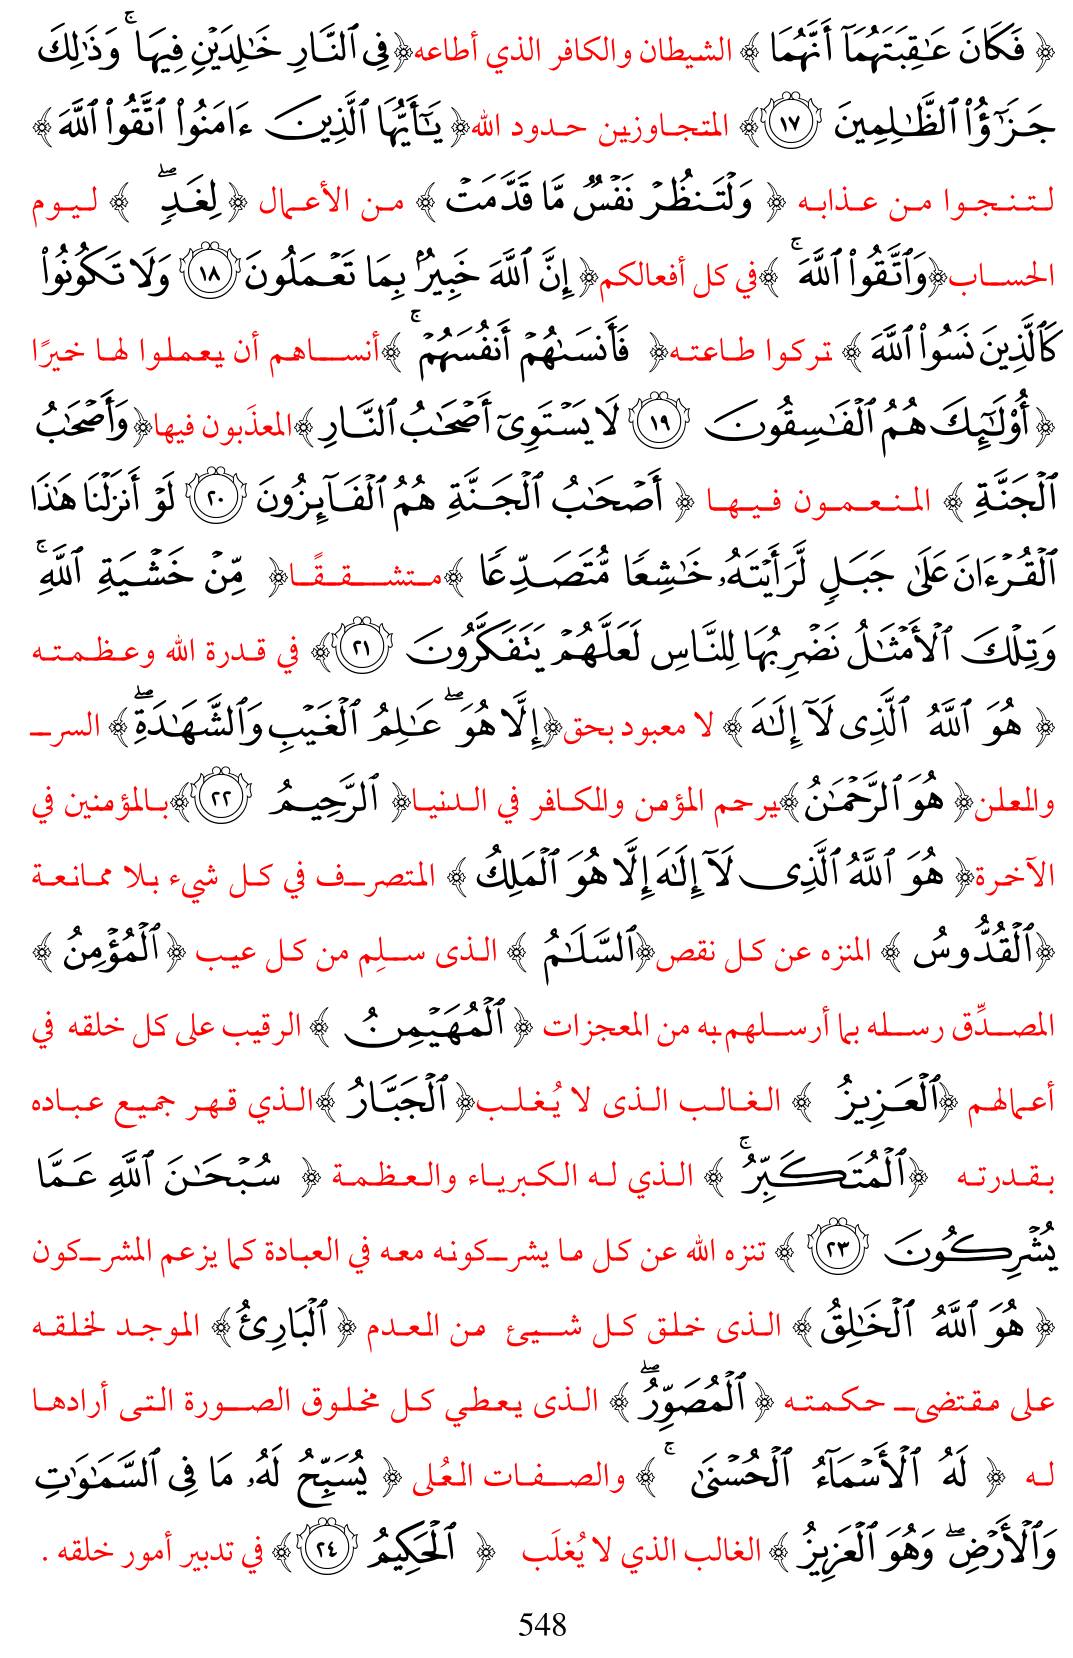 ﴿ فَكَانَ عَٰقِبَتَهُمَآ أَنَّهُمَا ﴾ الشيطان والكافر الذي أطاعه﴿فِى ٱلنَّارِ خَٰلِدَيْنِ فِيهَا ۚ وَذَٰلِكَ
جَزَٰٓؤُا۟ ٱلظَّٰلِمِينَ ١٧﴾ المتجاوزين حدود الله﴿ يَٰٓأَيُّهَا ٱلَّذِينَ ءَامَنُوا۟ ٱتَّقُوا۟ ٱللَّهَ﴾
لتنجوا من عذابه ﴿ وَلْتَنظُرْ نَفْسٌ مَّا قَدَّمَتْ ﴾ من الأعمال ﴿ لِغَدٍ ۖ ﴾ ليوم
الحساب﴿وَٱتَّقُوا۟ ٱللَّهَ ۚ ﴾في كل أفعالكم﴿ إِنَّ ٱللَّهَ خَبِيرٌۢ بِمَا تَعْمَلُونَ ١٨ وَلَا تَكُونُوا۟
كَٱلَّذِينَ نَسُوا۟ ٱللَّهَ ﴾ تركوا طاعته﴿ فَأَنسَىٰهُمْ أَنفُسَهُمْ ۚ ﴾أنساهم أن يعملوا لها خيرًا
﴿ أُو۟لَٰٓئِكَ هُمُ ٱلْفَٰسِقُونَ ١٩ لَا يَسْتَوِىٓ أَصْحَٰبُ ٱلنَّارِ ﴾المعذَبون فيها﴿وَأَصْحَٰبُ
ٱلْجَنَّةِ ﴾ المنعمون فيها ﴿ أَصْحَٰبُ ٱلْجَنَّةِ هُمُ ٱلْفَآئِزُونَ ٢٠ لَوْ أَنزَلْنَا هَٰذَا
ٱلْقُرْءَانَ عَلَىٰ جَبَلٍ لَّرَأَيْتَهُۥ خَٰشِعًا مُّتَصَدِّعًا ﴾متشققًا﴿ مِّنْ خَشْيَةِ ٱللَّهِ ۚ
وَتِلْكَ ٱلْأَمْثَٰلُ نَضْرِبُهَا لِلنَّاسِ لَعَلَّهُمْ يَتَفَكَّرُونَ ٢١﴾ في قدرة الله وعظمته
﴿ هُوَ ٱللَّهُ ٱلَّذِى لَآ إِلَٰهَ ﴾ لا معبود بحق﴿إِلَّا هُوَ ۖ عَٰلِمُ ٱلْغَيْبِ وَٱلشَّهَٰدَةِ ۖ﴾ السر
والعلن﴿ هُوَ ٱلرَّحْمَٰنُ ﴾يرحم المؤمن والكافر في الدنيا﴿ ٱلرَّحِيمُ ٢٢﴾بالمؤمنين في
الآخرة﴿ هُوَ ٱللَّهُ ٱلَّذِى لَآ إِلَٰهَ إِلَّا هُوَ ٱلْمَلِكُ ﴾ المتصرف في كل شيء بلا ممانعة
﴿ٱلْقُدُّوسُ ﴾ المنزه عن كل نقص﴿ٱلسَّلَٰمُ ﴾ الذى سلِم من كل عيب ﴿ٱلْمُؤْمِنُ ﴾
المصدِّق رسله بما أرسلهم به من المعجزات ﴿ ٱلْمُهَيْمِنُ ﴾ الرقيب على كل خلقه في
أعمالهم ﴿ٱلْعَزِيزُ ﴾ الغالب الذى لا يُغلب﴿ ٱلْجَبَّارُ ﴾الذي قهر جميع عباده
بقدرته ﴿ٱلْمُتَكَبِّرُ ۚ ﴾ الذي له الكبرياء والعظمة ﴿ سُبْحَٰنَ ٱللَّهِ عَمَّا
يُشْرِكُونَ ٢٣ ﴾ تنزه الله عن كل ما يشركونه معه في العبادة كما يزعم المشركون
﴿ هُوَ ٱللَّهُ ٱلْخَٰلِقُ ﴾ الذى خلق كل شيئ من العدم ﴿ ٱلْبَارِئُ ﴾ الموجد لخلقه
على مقتضى حكمته ﴿ ٱلْمُصَوِّرُ ۖ ﴾ الذى يعطي كل مخلوق الصورة التى أرادها
له ﴿ لَهُ ٱلْأَسْمَآءُ ٱلْحُسْنَىٰ ۚ ﴾ والصفات العُلى ﴿ يُسَبِّحُ لَهُۥ مَا فِى ٱلسَّمَٰوَٰتِ
وَٱلْأَرْضِ ۖ وَهُوَ ٱلْعَزِيزُ ﴾ الغالب الذي لا يُغلَب ﴿ ٱلْحَكِيمُ ٢٤ ﴾ في تدبير أمور خلقه .
548